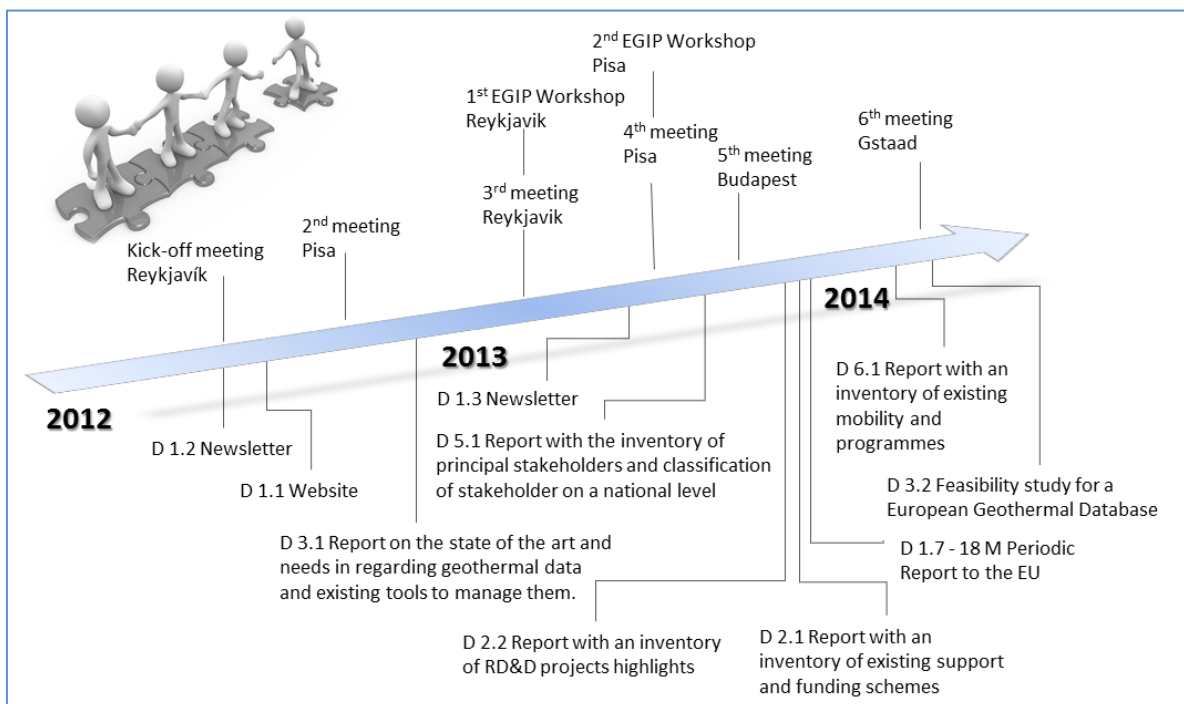 2nd EGIP Workshop
Pisa
1st EGIP Workshop
Reykjavik
4th meeting
Pisa
6th meeting
Gstaad
5th meeting
Budapest
3rd meeting
Reykjavik
2nd meeting
Pisa
Kick-off meeting
Reykjavík
2012
2013
2014
D 1.2 Newsletter
D 1.1 Website
D 3.1 Report on the state of the art and
needs in regarding geothermal data
and existing tools to manage them.
D 1.3 Newsletter
D 5.1 Report with the inventory of
principal stakeholders and classification
of stakeholder on a national level
D 2.2 Report with an inventory
of RD&D projects highlights
D 2.1 Report with an
inventory of existing support
and funding schemes
D 1.7 - 18 M Periodic
Report to the EU
D 6.1 Report with an
inventory of existing
mobility and
programmes
D 3.2 Feasibility study for a
European Geothermal Database